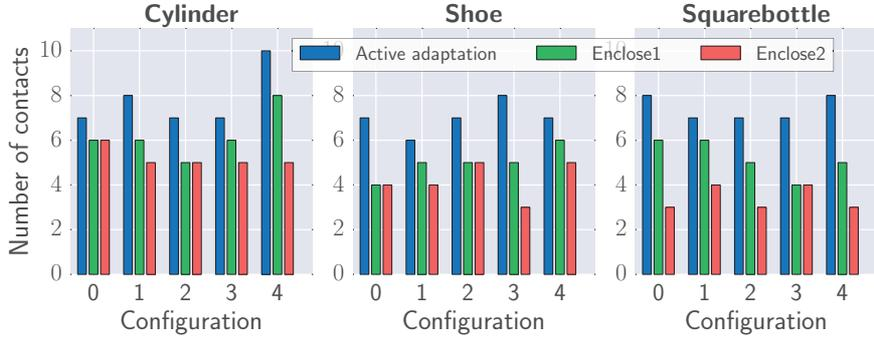 Cylinder Shoe Squarebottle
Active adaptation Enclose1 Enclose2
Number of contacts
10 10 10
8 8 8
6 6 6
4 4 4
2 2 2
0 0 0
0 1 2 3 4 0 1 2 3 4 0 1 2 3 4
Configuration Configuration Configuration